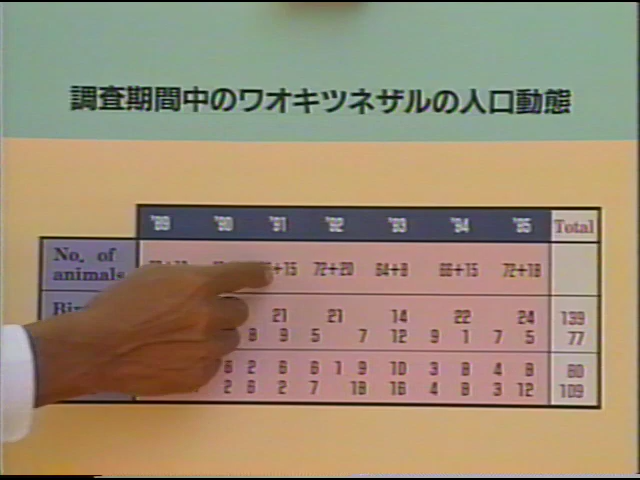 調査期間中のワオキツネザルの人口動態
'89 '90 '91 '92 '93 '94 '95 Total
No. of
animals +15 72+20 64+8 66+15 72+18
21 21 14 22 24 139
8 9 5 7 12 9 1 7 5 77
6 2 6 6 1 9 10 3 8 4 8 80
2 6 2 7 18 16 4 8 3 12 109